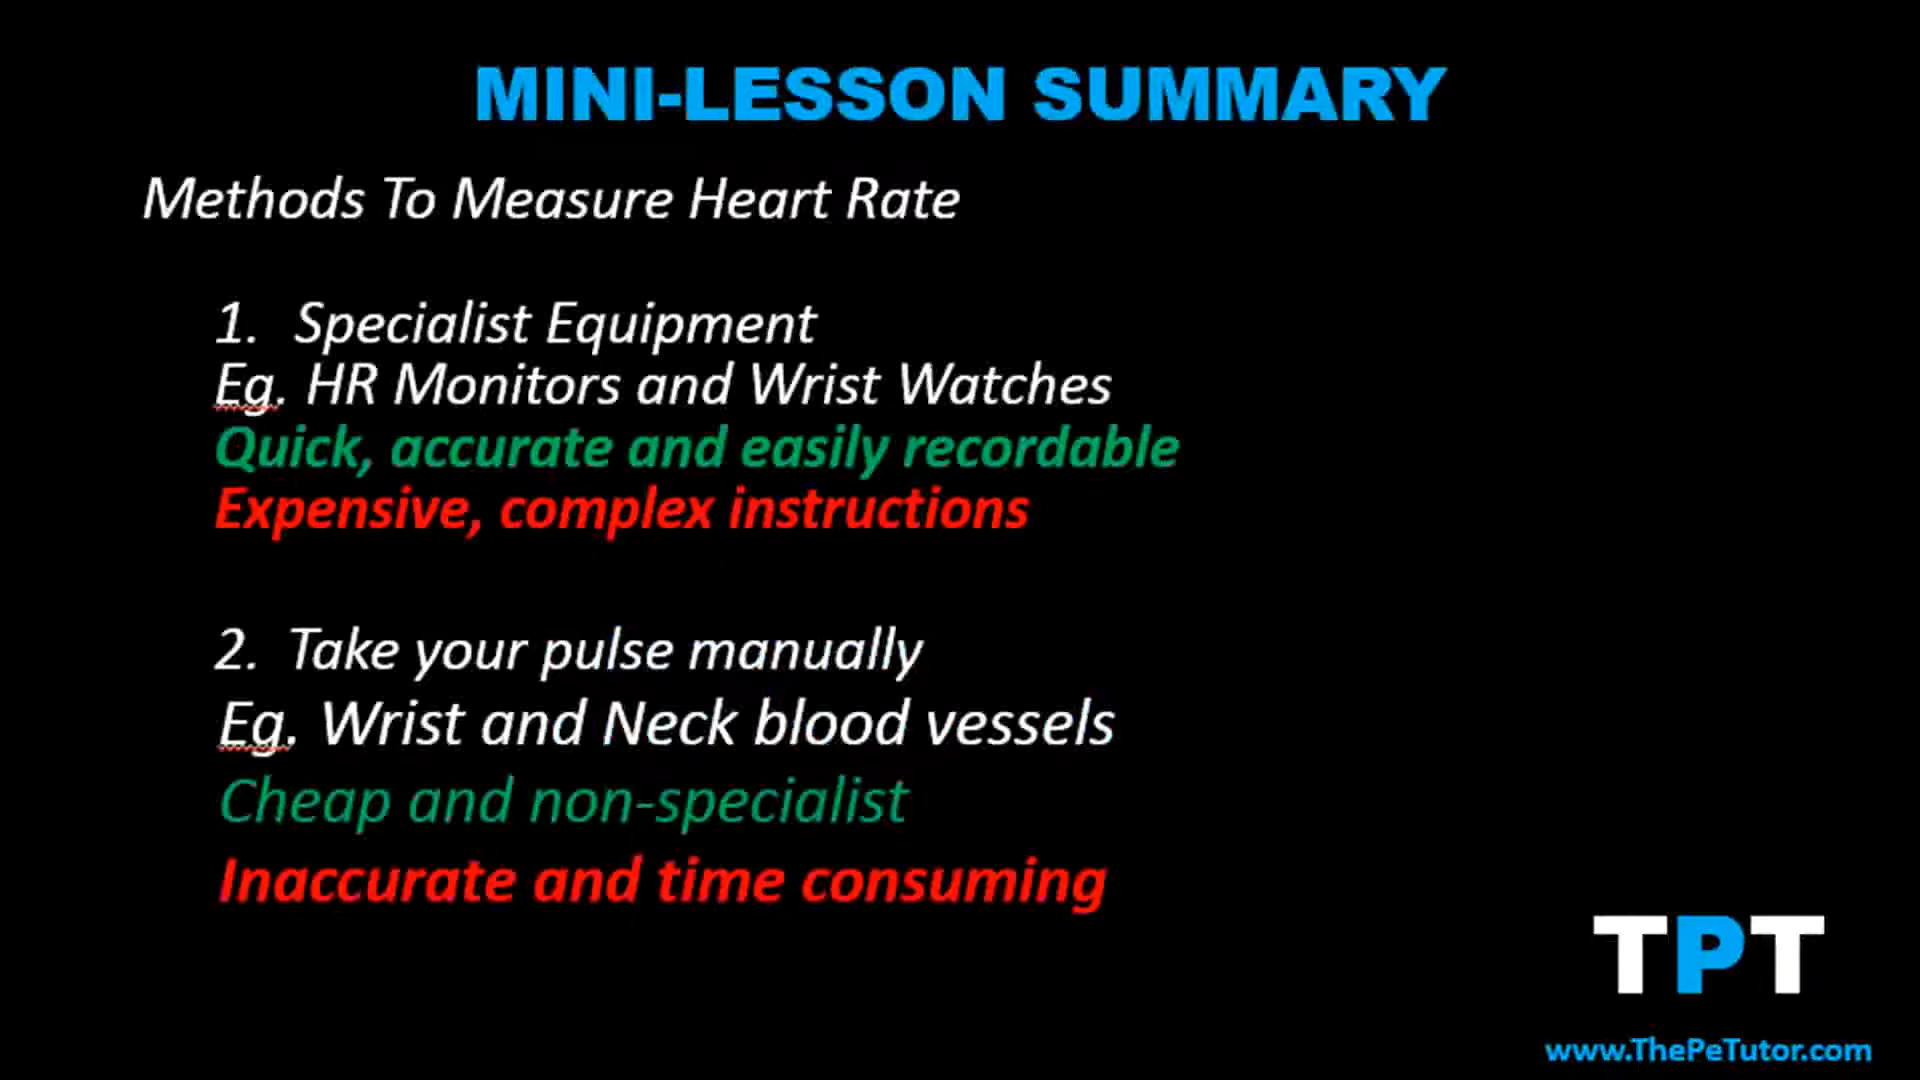 MINI-LESSON SUMMARY
Methods To Measure Heart Rate
1. Specialist Equipment
Eg. HR Monitors and Wrist Watches
Quick, accurate and easily recordable
Expensive, complex instructions
2. Take your pulse manually
Eg. Wrist and Neck blood vessels
Cheap and non-specialist
Inaccurate and time consuming
TPT
www.ThePeTutor.com